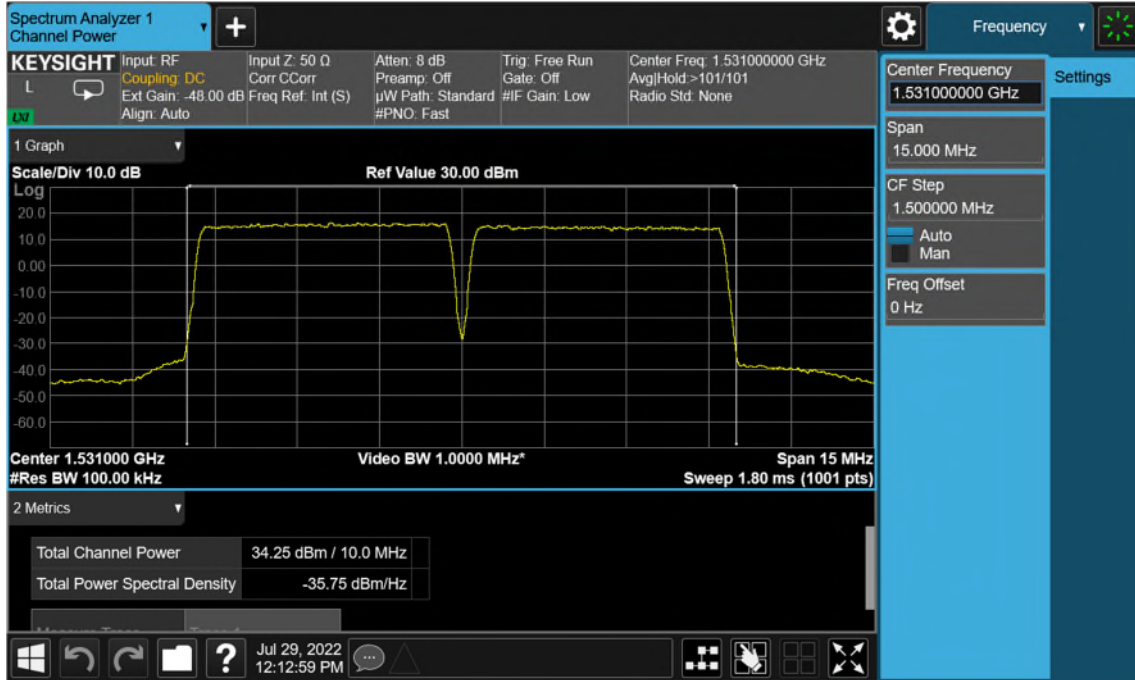 Spectrum Analyzer 1
Channel Power
+
Frequency
KEYSIGHT
L
LXI
Input: RF
Coupling: DC
Ext Gain: -48.00 dB
Align: Auto
Input Z: 50 Ω
Corr CCorr
Freq Ref: Int (S)
Atten: 8 dB
Preamp: Off
µW Path: Standard
#PNO: Fast
Trig: Free Run
Gate: Off
#IF Gain: Low
Center Freq: 1.531000000 GHz
Avg|Hold:>101/101
Radio Std: None
Center Frequency
1.531000000 GHz
Settings
Span
15.000 MHz
CF Step
1.500000 MHz
Auto
Man
Freq Offset
0 Hz
1 Graph
Scale/Div 10.0 dB
Ref Value 30.00 dBm
Log
20.0
10.0
0.00
-10.0
-20.0
-30.0
-40.0
-50.0
-60.0
Center 1.531000 GHz
Video BW 1.0000 MHz*
Span 15 MHz
#Res BW 100.00 kHz
Sweep 1.80 ms (1001 pts)
2 Metrics
Total Channel Power 34.25 dBm / 10.0 MHz
Total Power Spectral Density -35.75 dBm/Hz
?
Jul 29, 2022
12:12:59 PM